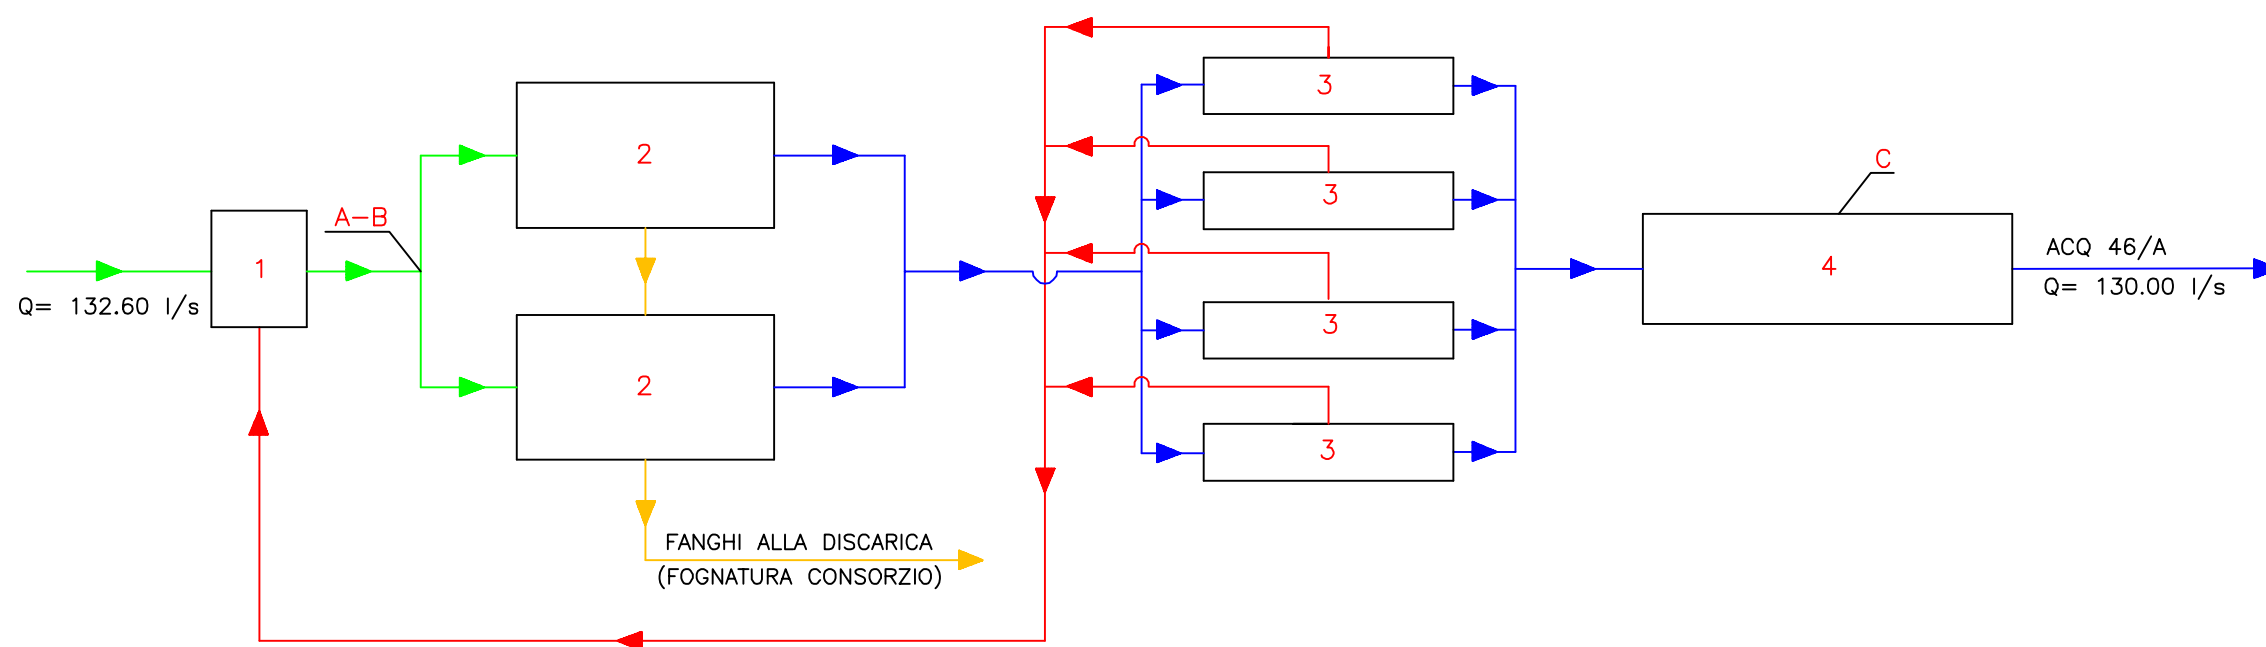 Q= 132.60 l/s
1
A-B
2
2
FANGHI ALLA DISCARICA
(FOGNATURA CONSORZIO)
3
3
3
3
C
4
ACQ 46/A
Q= 130.00 l/s